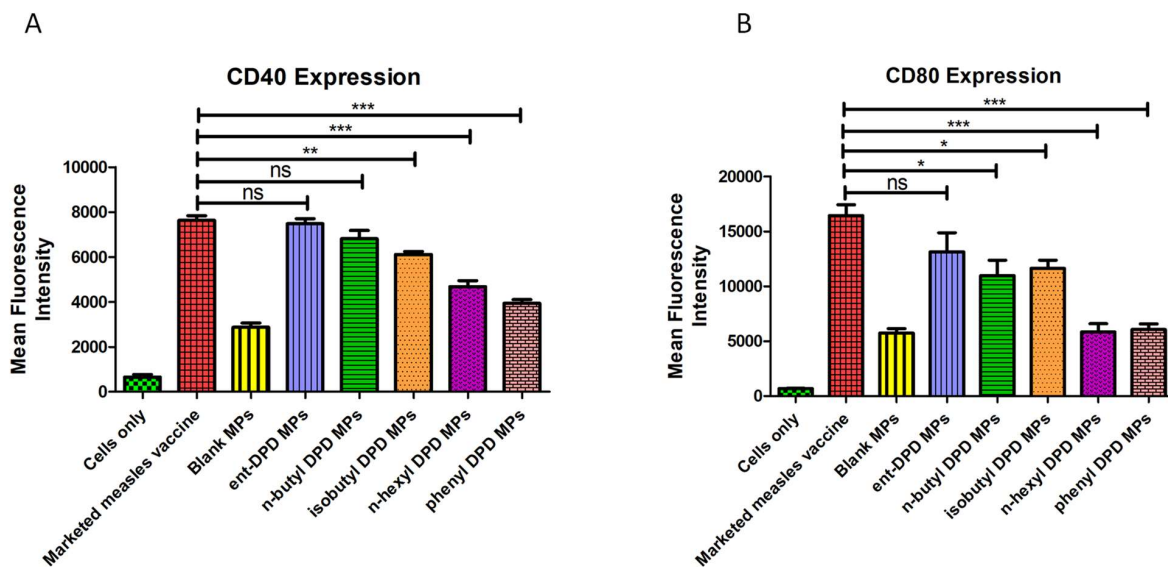 A
CD40 Expression
***
***
**
ns
ns
Mean Fluorescence
Intensity
10000
8000
6000
4000
2000
0
Cells only
Marketed measles vaccine
Blank MPs
ent-DPD MPs
n-butyl DPD MPs
isobutyl DPD MPs
n-hexyl DPD MPs
phenyl DPD MPs
B
CD80 Expression
***
***
*
*
ns
Mean Fluorescence
Intensity
20000
15000
10000
5000
0
Cells only
Marketed measles vaccine
Blank MPs
ent-DPD MPs
n-butyl DPD MPs
isobutyl DPD MPs
n-hexyl DPD MPs
phenyl DPD MPs